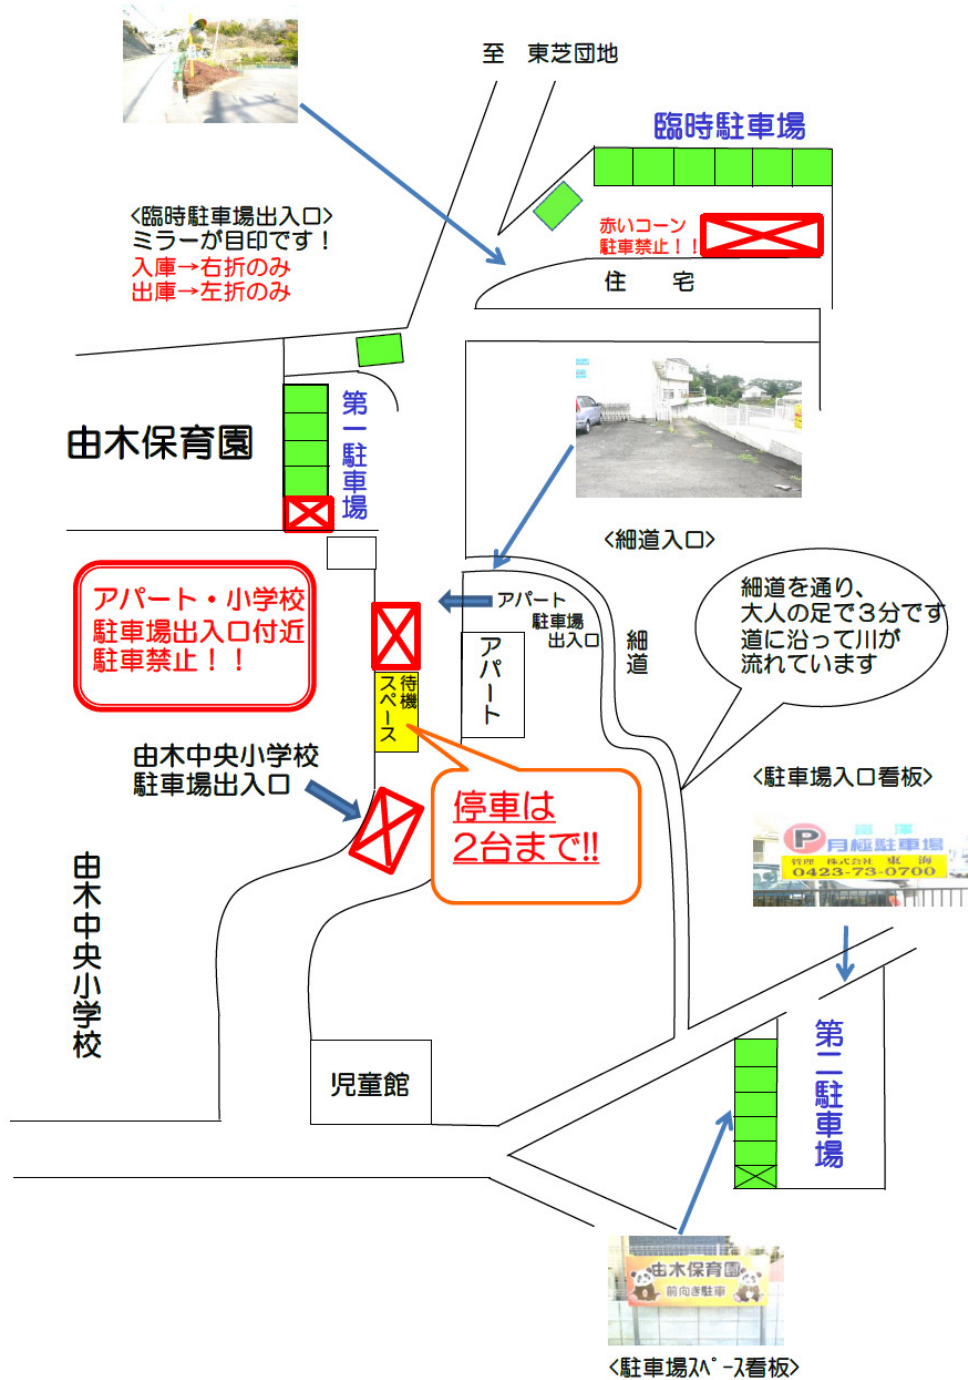 至　東芝団地
臨時駐車場
<臨時駐車場出入口>
ミラーが目印です！
入庫→右折のみ
出庫→左折のみ
赤いコーン
駐車禁止！！
住　宅
由木保育園
第一駐車場
<細道入口>
アパート・小学校
駐車場出入口付近
駐車禁止！！
アパート
駐車場
出入口
細道
細道を通り、
大人の足で３分です
道に沿って川が
流れています
アパート
待機
スペース
由木中央小学校
駐車場出入口
停車は
2台まで!!
<駐車場入口看板>
P
月極駐車場
管理 株式会社 東海
0423-73-0700
由木中央小学校
児童館
第二駐車場
由木保育園
前向き駐車
<駐車場ｽﾍﾟｰｽ看板>